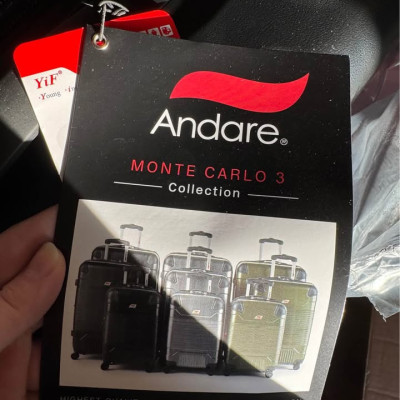 YiF®
Andare®
MONTE CARLO 3
Collection